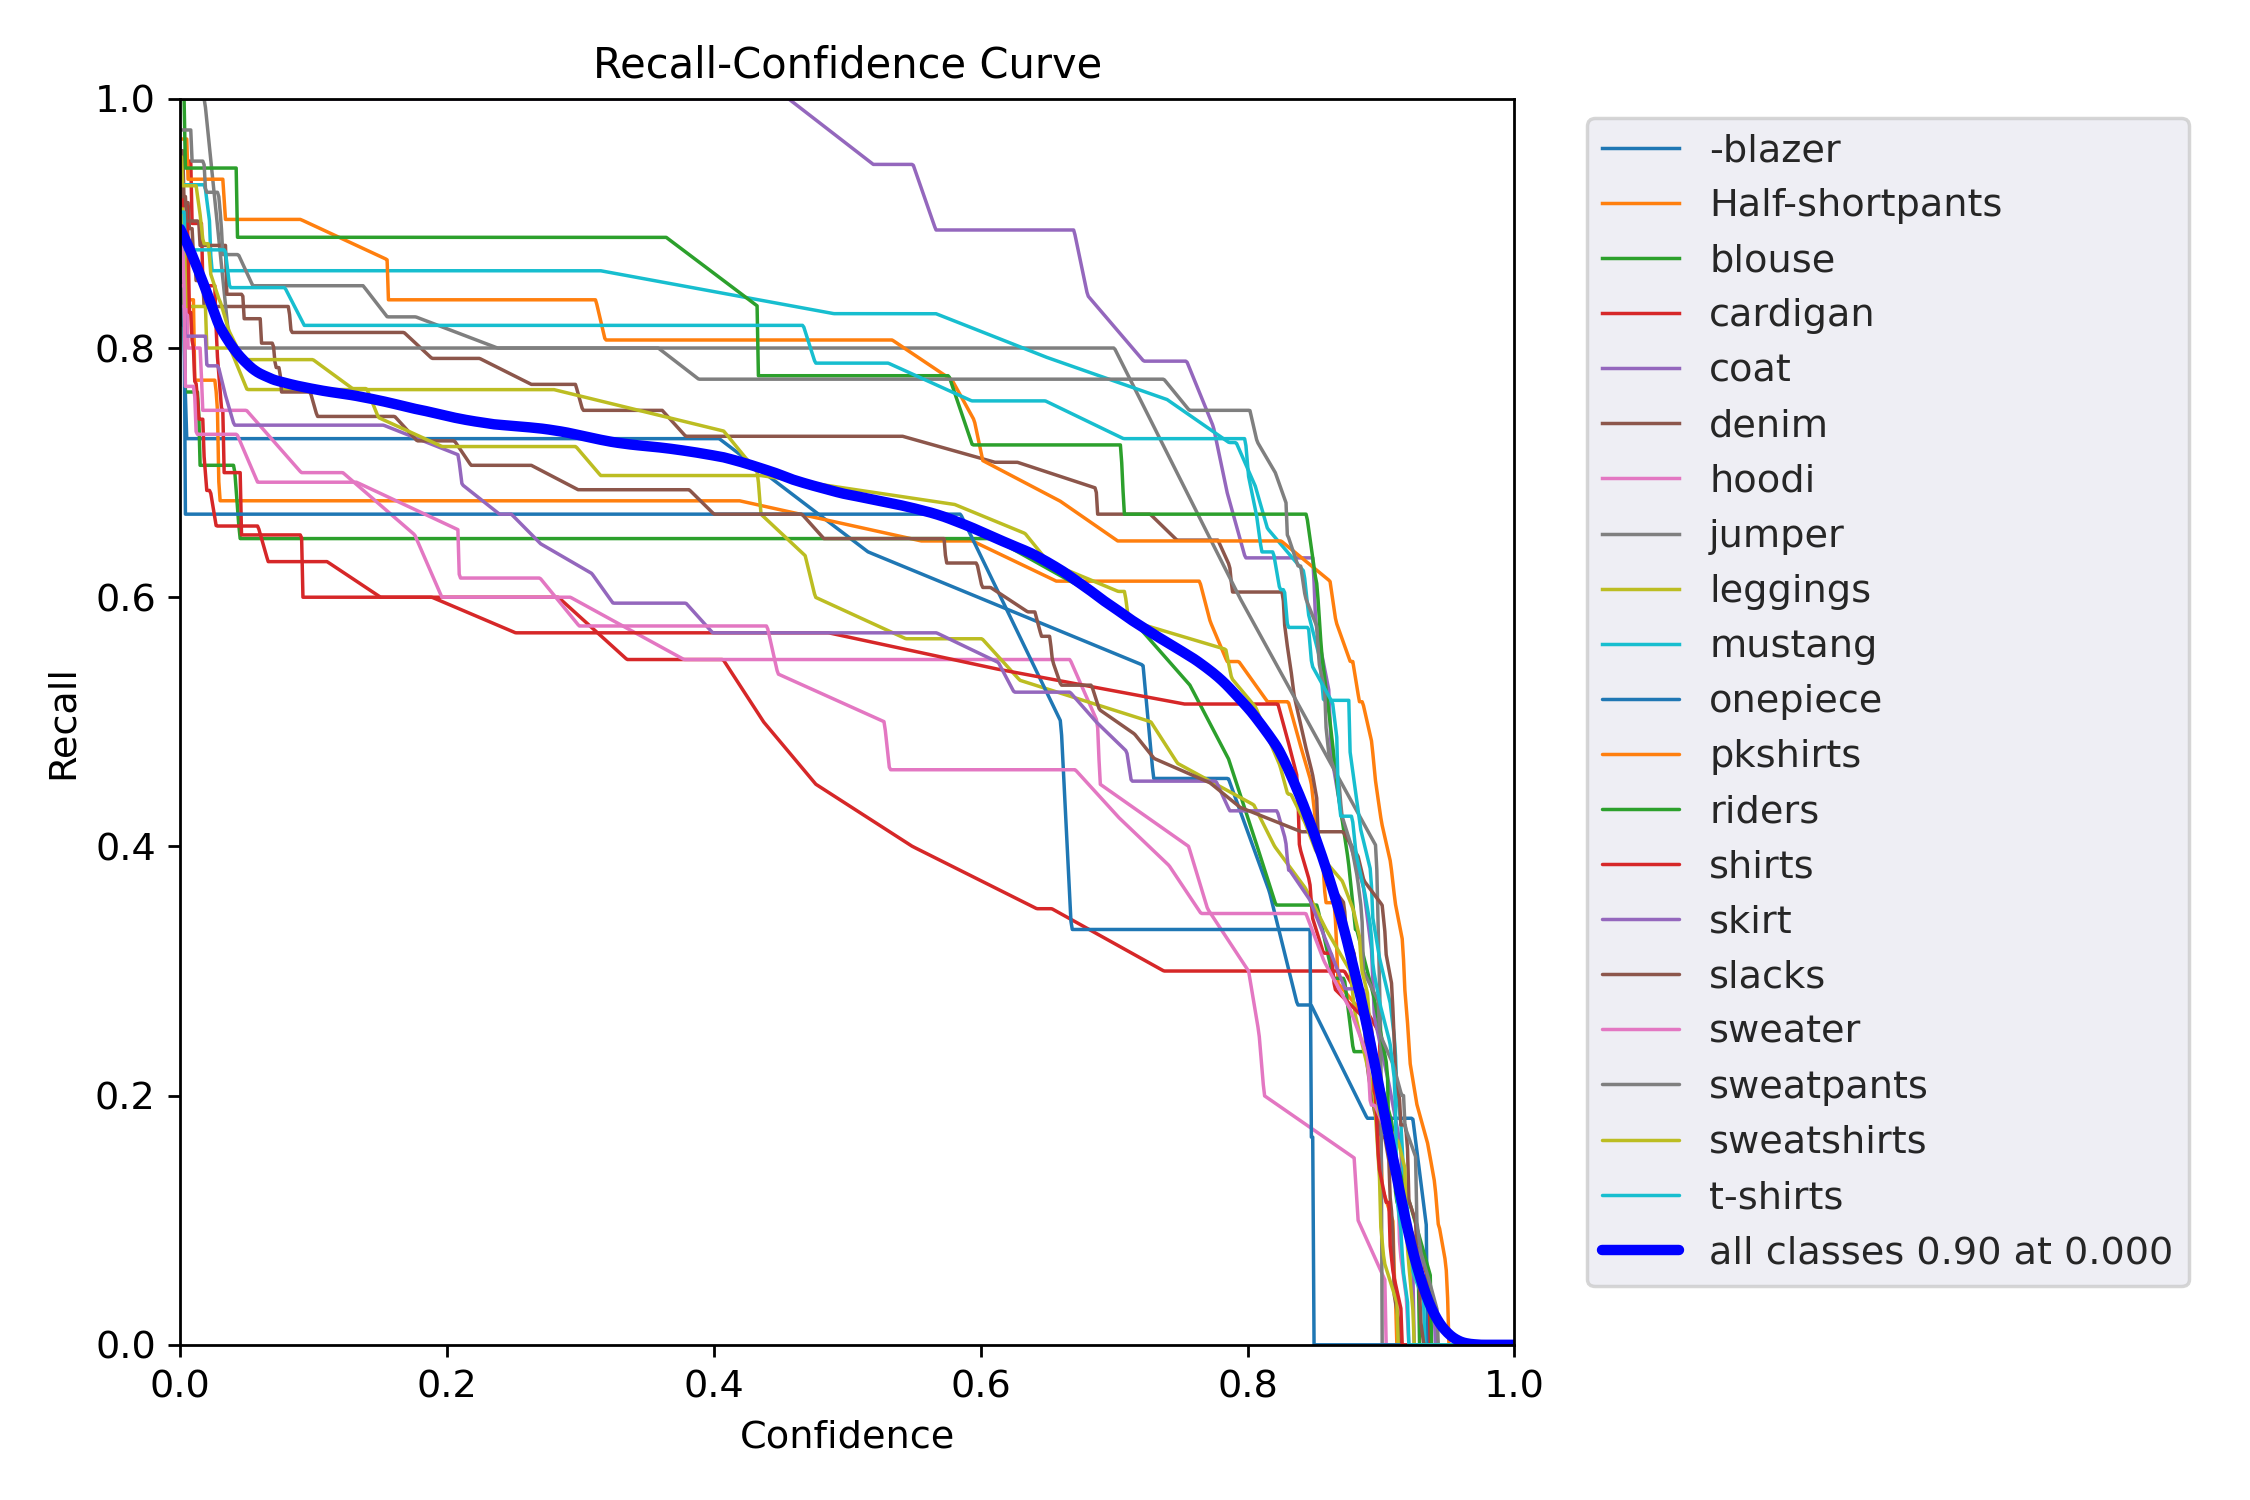 Recall-Confidence Curve
1.0
0.8
0.6
0.4
0.2
0.0
Recall
0.0 0.2 0.4 0.6 0.8 1.0
Confidence
-blazer
Half-shortpants
blouse
cardigan
coat
denim
hoodi
jumper
leggings
mustang
onepiece
pkshirts
riders
shirts
skirt
slacks
sweater
sweatpants
sweatshirts
t-shirts
all classes 0.90 at 0.000